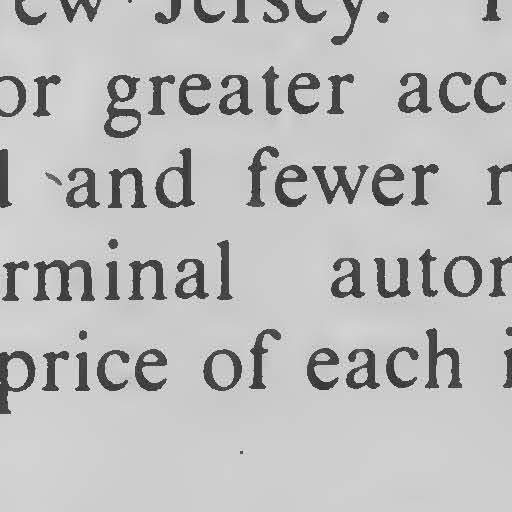 ew Jersey.
or greater acc
and fewer
rminal autor
price of each i